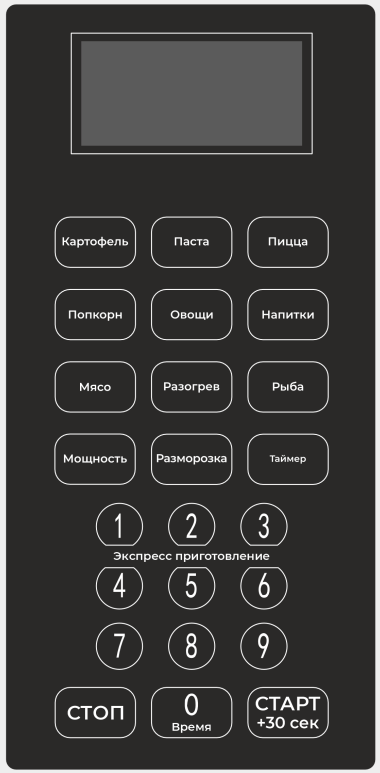 Картофель Паста Пицца
Попкорн Овощи Напитки
Мясо Разогрев Рыба
Мощность Разморозка Таймер
1 2 3
Экспресс приготовление
4 5 6
7 8 9
СТОП 0 СТАРТ
Время +30 сек